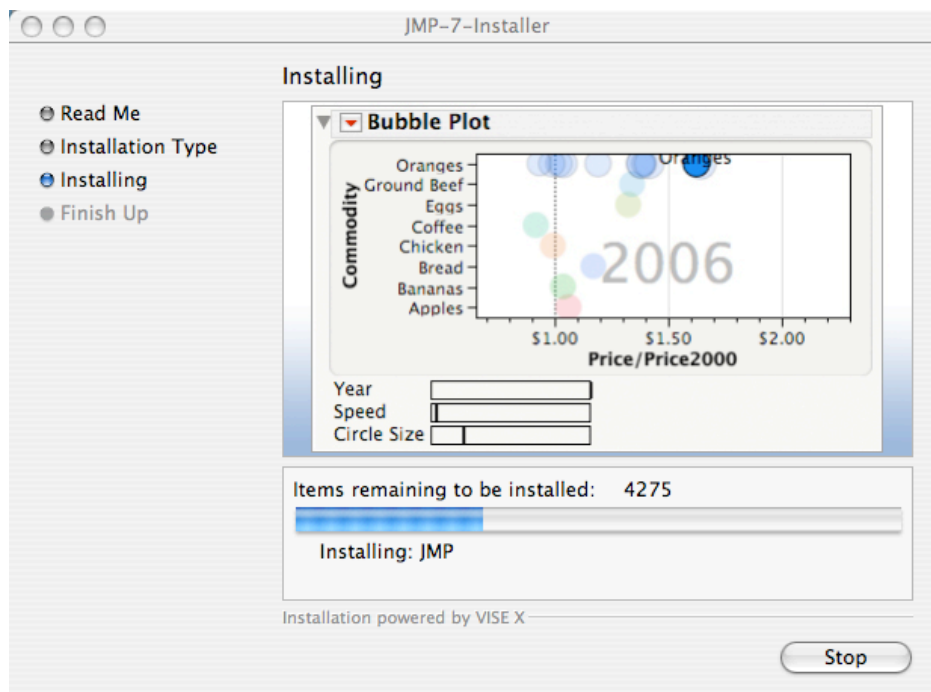 JMP-7-Installer
Installing
Read Me
Installation Type
Installing
Finish Up
Bubble Plot
Commodity
Oranges
Ground Beef
Eggs
Coffee
Chicken
Bread
Bananas
Apples
Oranges
2006
$1.00 $1.50 $2.00
Price/Price2000
Year
Speed
Circle Size
Items remaining to be installed: 4275
Installing: JMP
Installation powered by VISE X
Stop